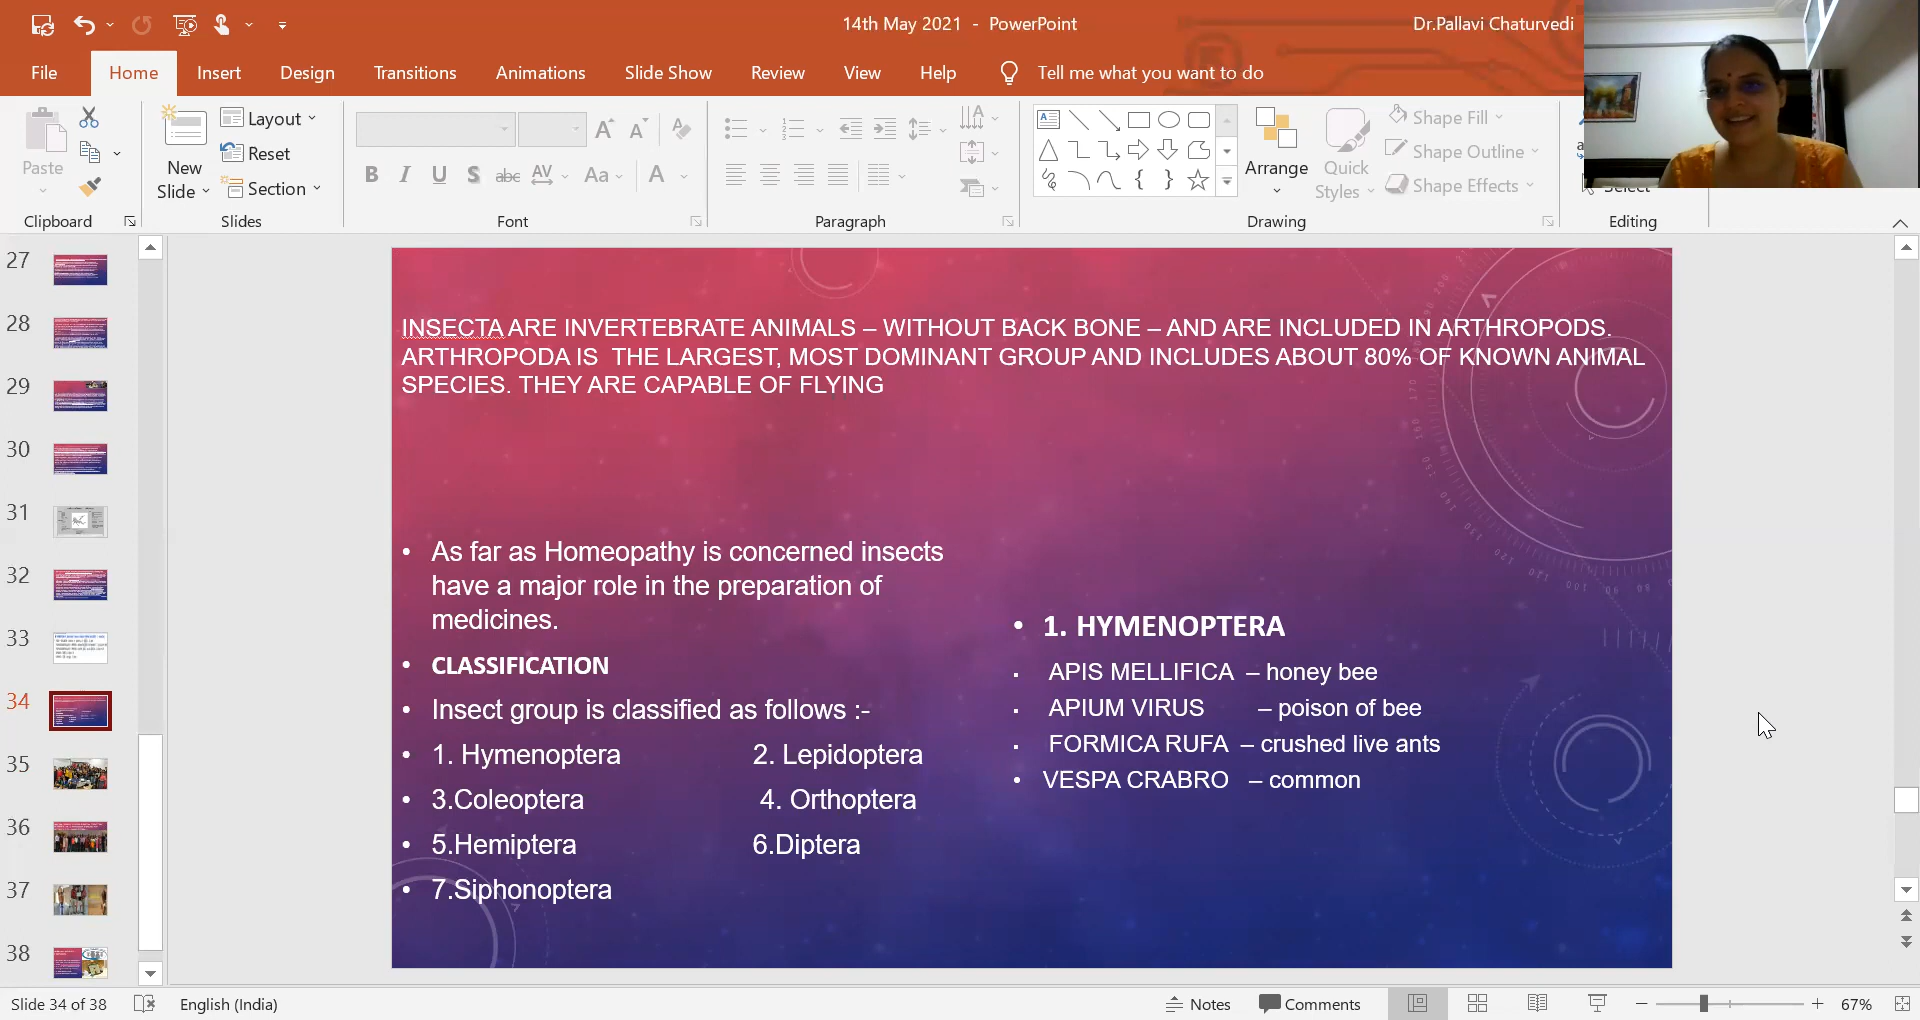 14th May 2021 - PowerPoint
Dr.Pallavi Chaturvedi
File Home Insert Design Transitions Animations Slide Show Review View Help Tell me what you want to do
Paste
New Slide
Layout
Reset
Section
B I U S abc AV Aa A
Arrange
Quick Styles
Shape Fill
Shape Outline
Shape Effects
Select
Clipboard Slides Font Paragraph Drawing Editing
27
28
29
30
31
32
33
34
35
36
37
38
INSECTA ARE INVERTEBRATE ANIMALS – WITHOUT BACK BONE – AND ARE INCLUDED IN ARTHROPODS.
ARTHROPODA IS THE LARGEST, MOST DOMINANT GROUP AND INCLUDES ABOUT 80% OF KNOWN ANIMAL
SPECIES. THEY ARE CAPABLE OF FLYING
• As far as Homeopathy is concerned insects
have a major role in the preparation of
medicines.
• CLASSIFICATION
• Insect group is classified as follows :-
• 1. Hymenoptera 2. Lepidoptera
• 3.Coleoptera 4. Orthoptera
• 5.Hemiptera 6.Diptera
• 7.Siphonoptera
• 1. HYMENOPTERA
. APIS MELLIFICA – honey bee
. APIUM VIRUS – poison of bee
. FORMICA RUFA – crushed live ants
• VESPA CRABRO – common
Slide 34 of 38 English (India) Notes Comments 67%